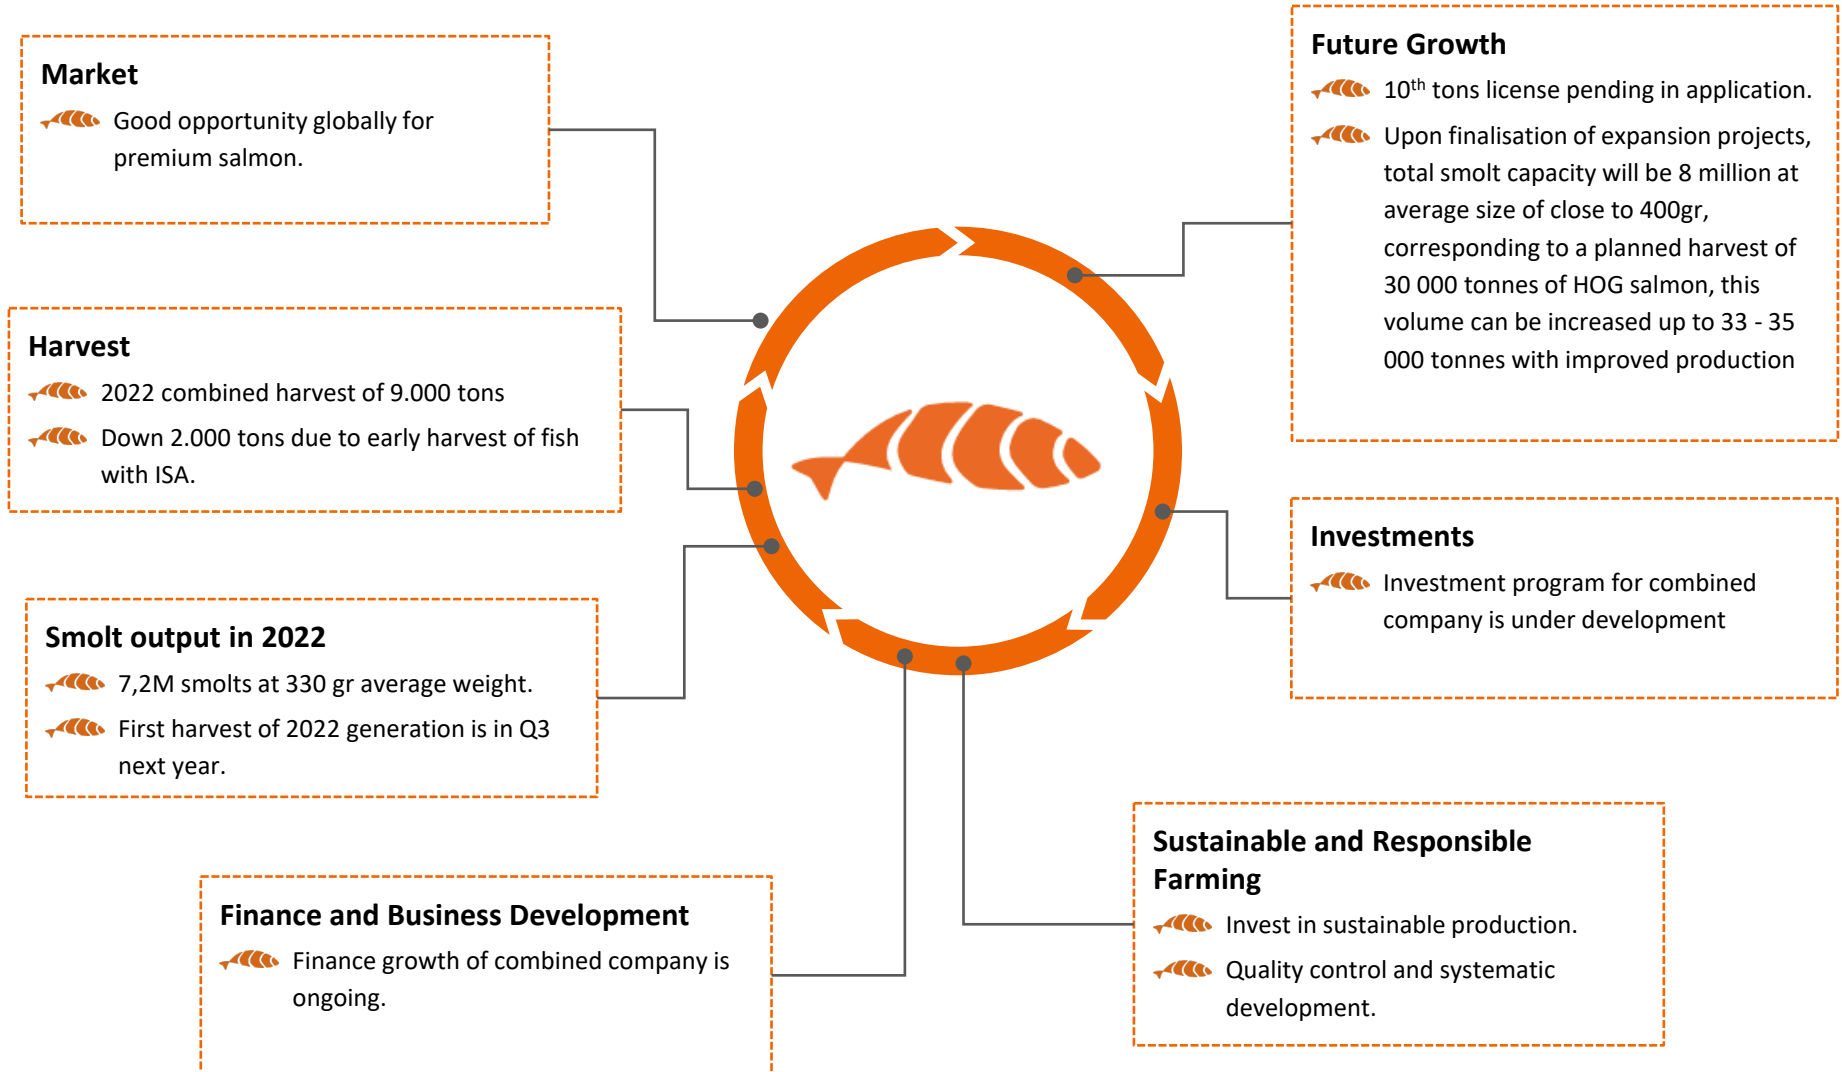 Market
Good opportunity globally for
premium salmon.
Harvest
2022 combined harvest of 9.000 tons
Down 2.000 tons due to early harvest of fish
with ISA.
Smolt output in 2022
7,2M smolts at 330 gr average weight.
First harvest of 2022 generation is in Q3
next year.
Finance and Business Development
Finance growth of combined company is
ongoing.
Future Growth
10th tons license pending in application.
Upon finalisation of expansion projects,
total smolt capacity will be 8 million at
average size of close to 400gr,
corresponding to a planned harvest of
30 000 tonnes of HOG salmon, this
volume can be increased up to 33 - 35
000 tonnes with improved production
Investments
Investment program for combined
company is under development
Sustainable and Responsible
Farming
Invest in sustainable production.
Quality control and systematic
development.